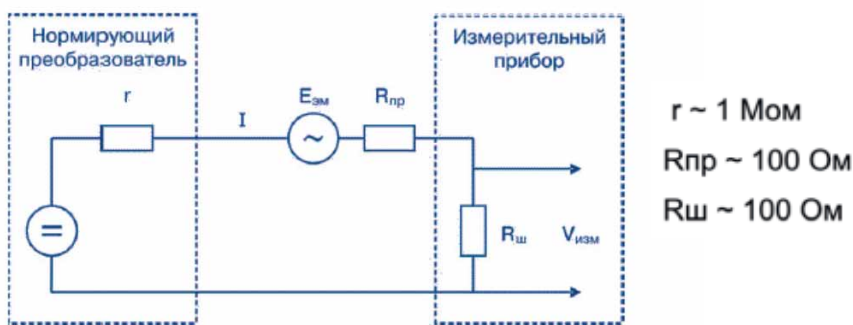 Нормирующий
преобразователь
Измерительный
прибор
r
I
Eэм
Rпр
~
=
Rш
Vизм
r ~ 1 Мом
Rпр ~ 100 Ом
Rш ~ 100 Ом